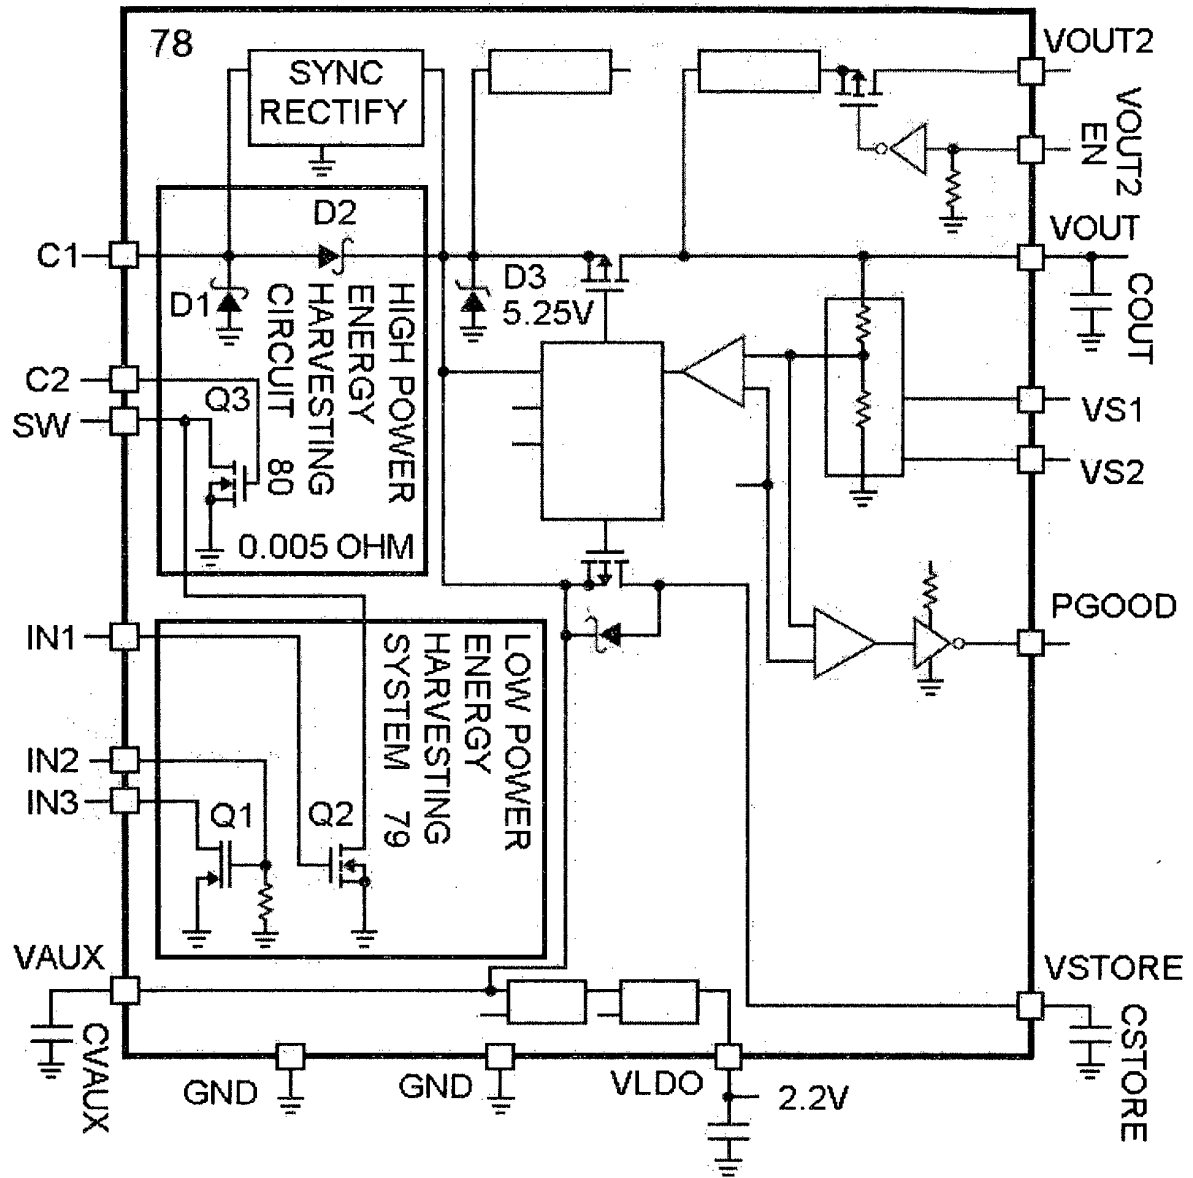 78
SYNC
RECTIFY
VOUT2
VOUT2
EN
C1
D2
D1
D3
5.25V
VOUT
COUT
HIGH POWER
ENERGY
HARVESTING
CIRCUIT 80
C2
SW
Q3
0.005 OHM
VS1
VS2
PGOOD
IN1
IN2
IN3
LOW POWER
ENERGY
HARVESTING
SYSTEM 79
Q1
Q2
VAUX
CVAUX
GND
GND
VLDO
2.2V
VSTORE
CSTORE